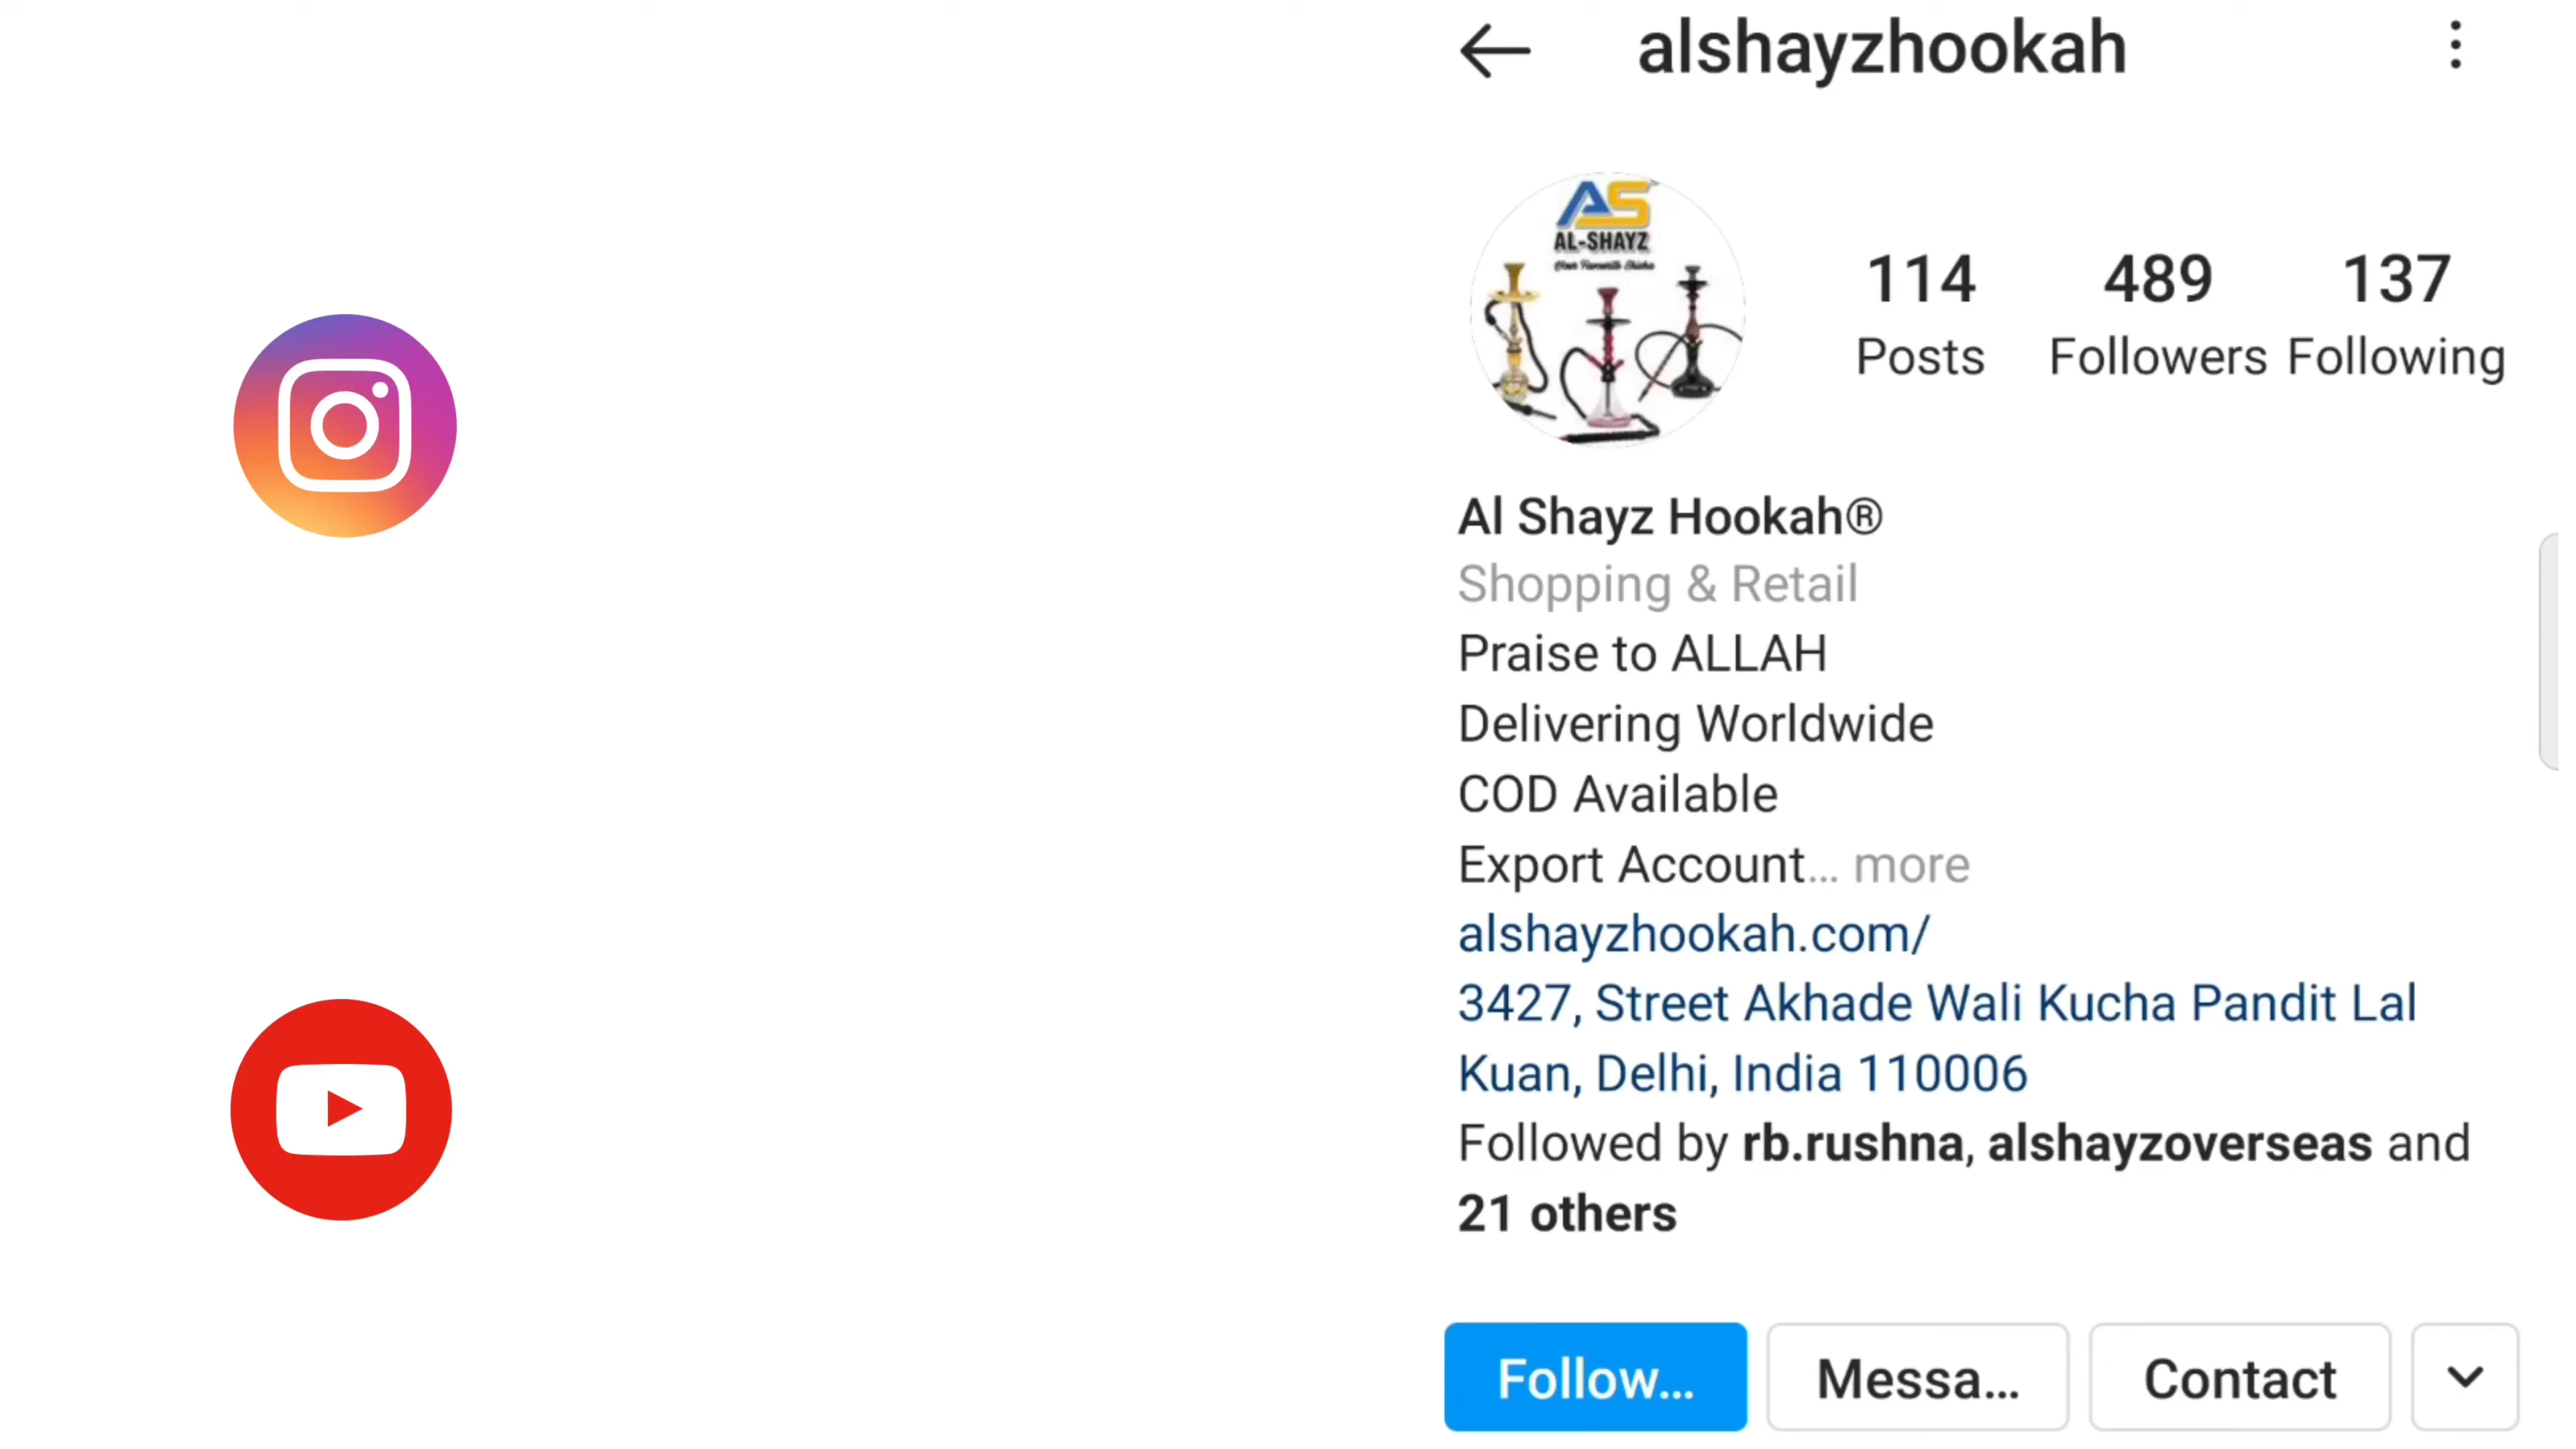 alshayzhookah
AS
AL-SHAYZ
114 489 137
Posts Followers Following
Al Shayz Hookah®
Shopping & Retail
Praise to ALLAH
Delivering Worldwide
COD Available
Export Account... more
alshayzhookah.com/
3427, Street Akhade Wali Kucha Pandit Lal
Kuan, Delhi, India 110006
Followed by rb.rushna, alshayzoverseas and
21 others
Follow... Messa... Contact